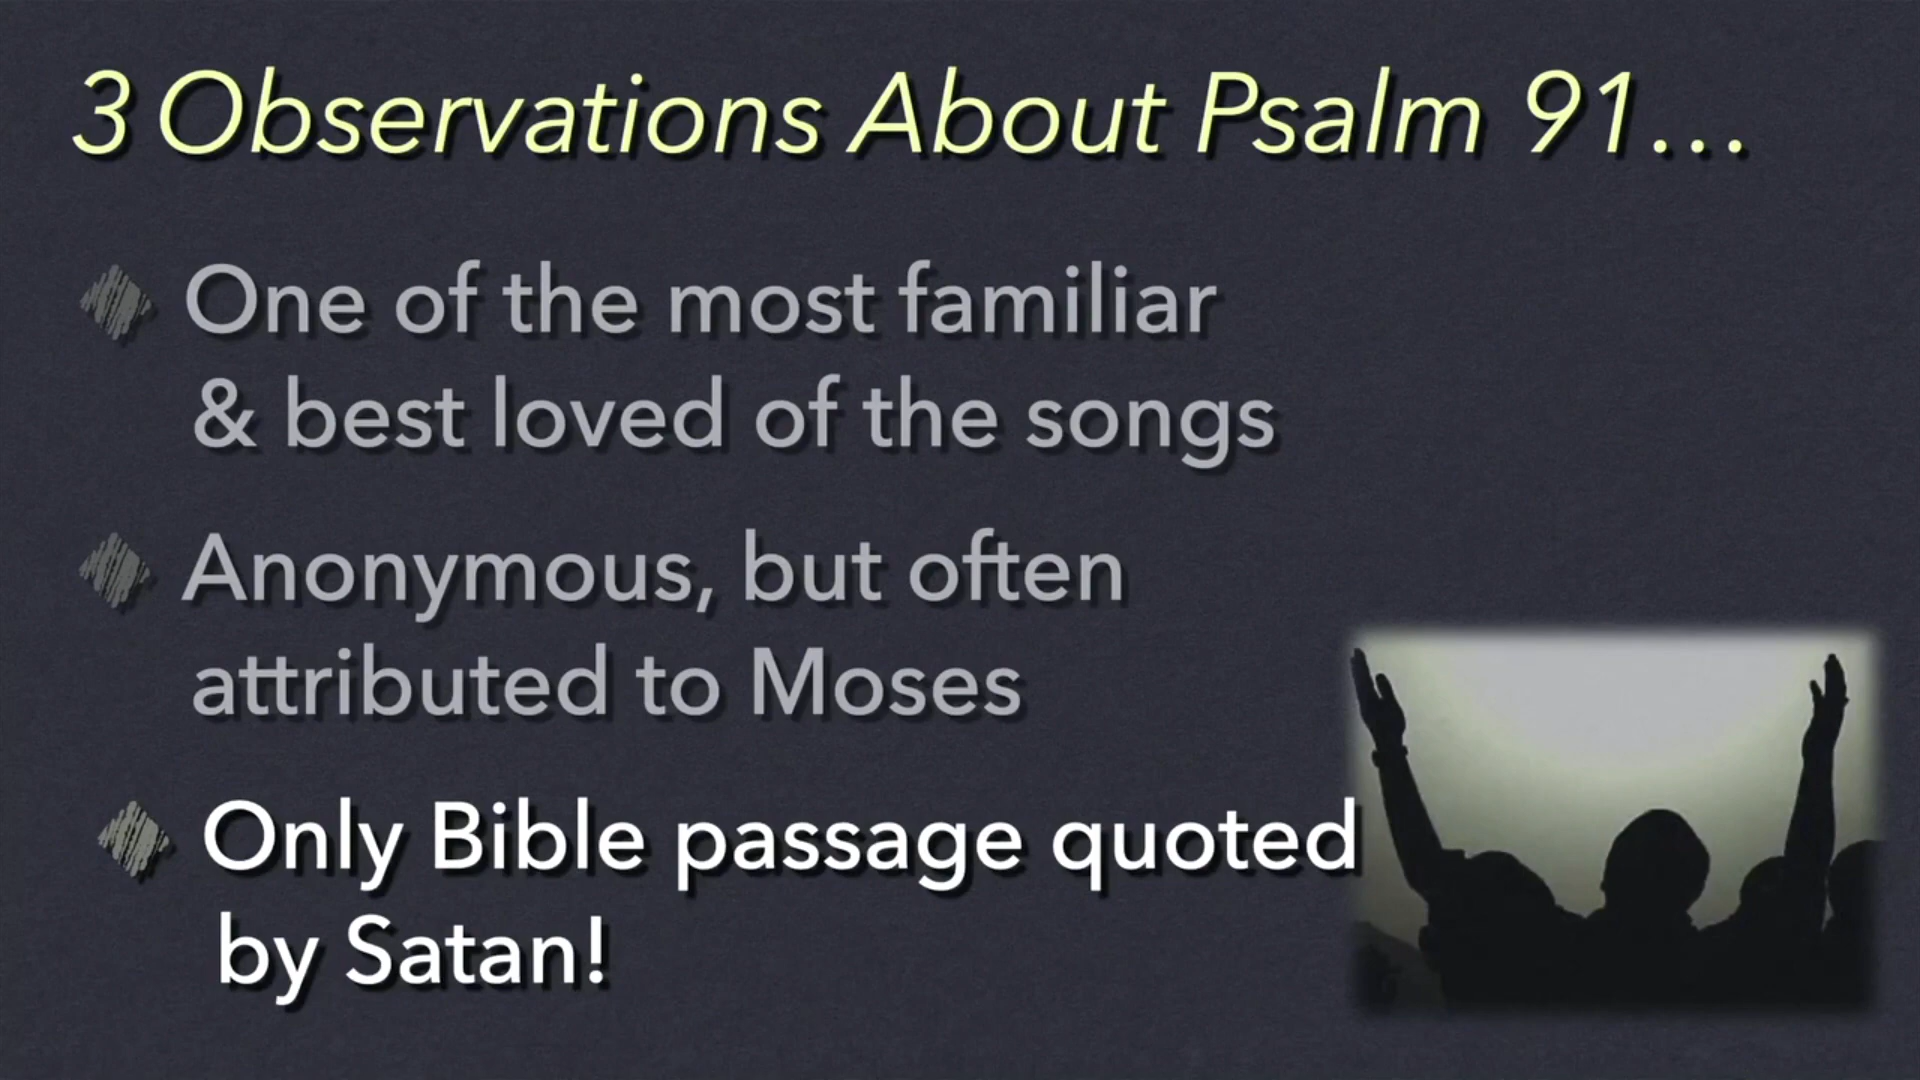 3 Observations About Psalm 91...
One of the most familiar
& best loved of the songs
Anonymous, but often
attributed to Moses
Only Bible passage quoted
by Satan!